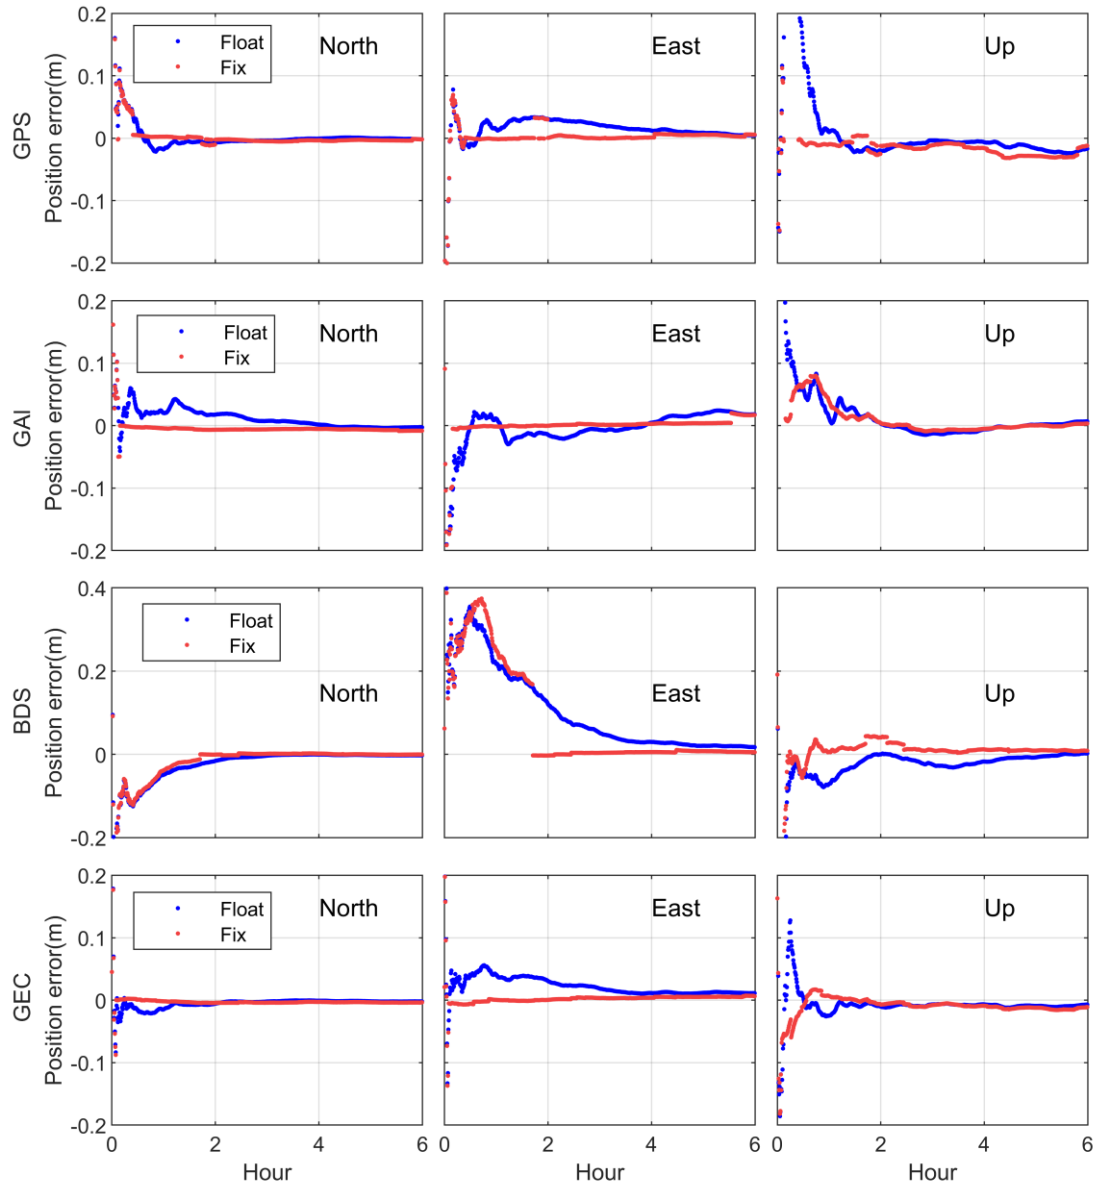 GPS
Position error(m)
0.2
0.1
0
-0.1
-0.2
Float
Fix
North
East
Up
GAI
Position error(m)
0.2
0.1
0
-0.1
-0.2
Float
Fix
North
East
Up
BDS
Position error(m)
0.4
0.2
0
-0.2
Float
Fix
North
East
Up
GEC
Position error(m)
0.2
0.1
0
-0.1
-0.2
Float
Fix
North
East
Up
0 2 4 6 0 2 4 6 0 2 4 6
Hour Hour Hour